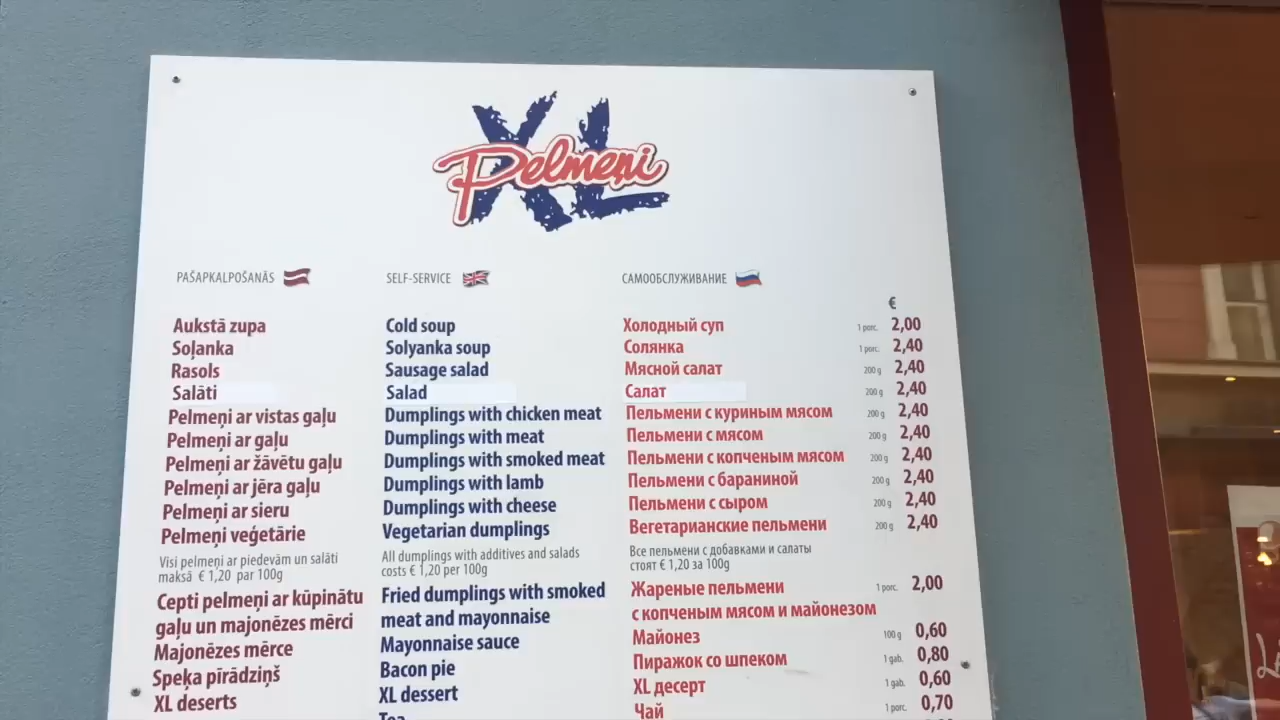 XL
Pelmeņi
PAŠAPKALPOŠANĀS SELF-SERVICE САМООБСЛУЖИВАНИЕ
€
Aukstā zupa Cold soup Холодный суп 1 porc. 2,00
Soļanka Solyanka soup Солянка 1 porc. 2,40
Rasols Sausage salad Мясной салат 200 g 2,40
Salāti Salad Салат 200 g 2,40
Pelmeņi ar vistas gaļu Dumplings with chicken meat Пельмени с куриным мясом 200 g 2,40
Pelmeņi ar gaļu Dumplings with meat Пельмени с мясом 200 g 2,40
Pelmeņi ar žāvētu gaļu Dumplings with smoked meat Пельмени с копченым мясом 200 g 2,40
Pelmeņi ar jēra gaļu Dumplings with lamb Пельмени с бараниной 200 g 2,40
Pelmeņi ar sieru Dumplings with cheese Пельмени с сыром 200 g 2,40
Pelmeņi veģetārie Vegetarian dumplings Вегетарианские пельмени 200 g 2,40
Visi pelmeņi ar piedevām un salāti All dumplings with additives and salads Все пельмени с добавками и салаты
maksā € 1,20 par 100g costs € 1,20 per 100g стоят € 1,20 за 100g
Cepti pelmeņi ar kūpinātu Fried dumplings with smoked Жареные пельмени 1 porc. 2,00
gaļu un majonēzes mērci meat and mayonnaise с копченым мясом и майонезом
Majonēzes mērce Mayonnaise sauce Майонез 100 g 0,60
Speķa pīrādziņš Bacon pie Пиражок со шпеком 1 gab. 0,80
XL deserts XL dessert XL десерт 1 gab. 0,60
Tea Чай 1 porc. 0,70